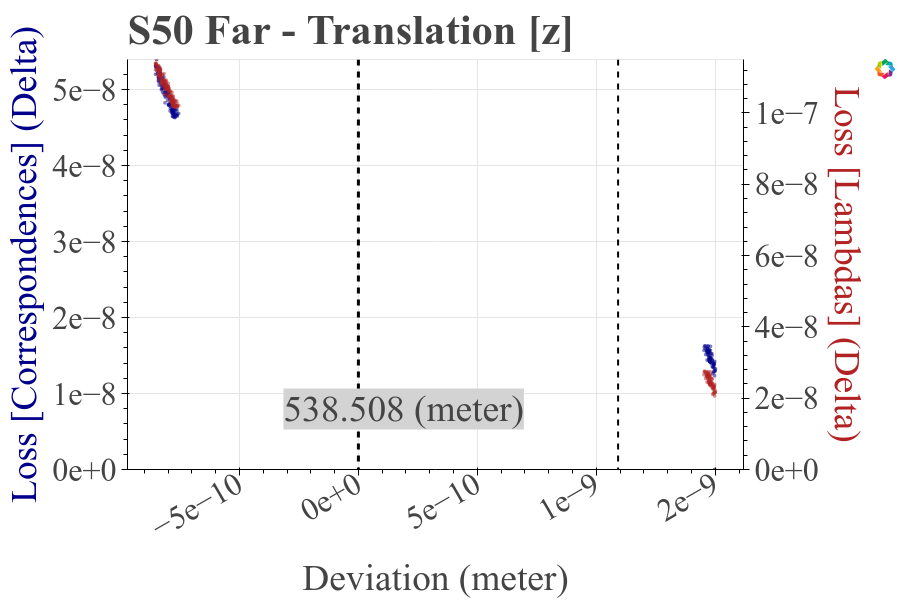 S50 Far - Translation [z]
Loss [Correspondences] (Delta)
5e−8
4e−8
3e−8
2e−8
1e−8
0e+0
1e−7
8e−8
6e−8
4e−8
2e−8
0e+0
Loss [Lambdas] (Delta)
538.508 (meter)
−5e−10
0e+0
5e−10
1e−9
2e−9
Deviation (meter)